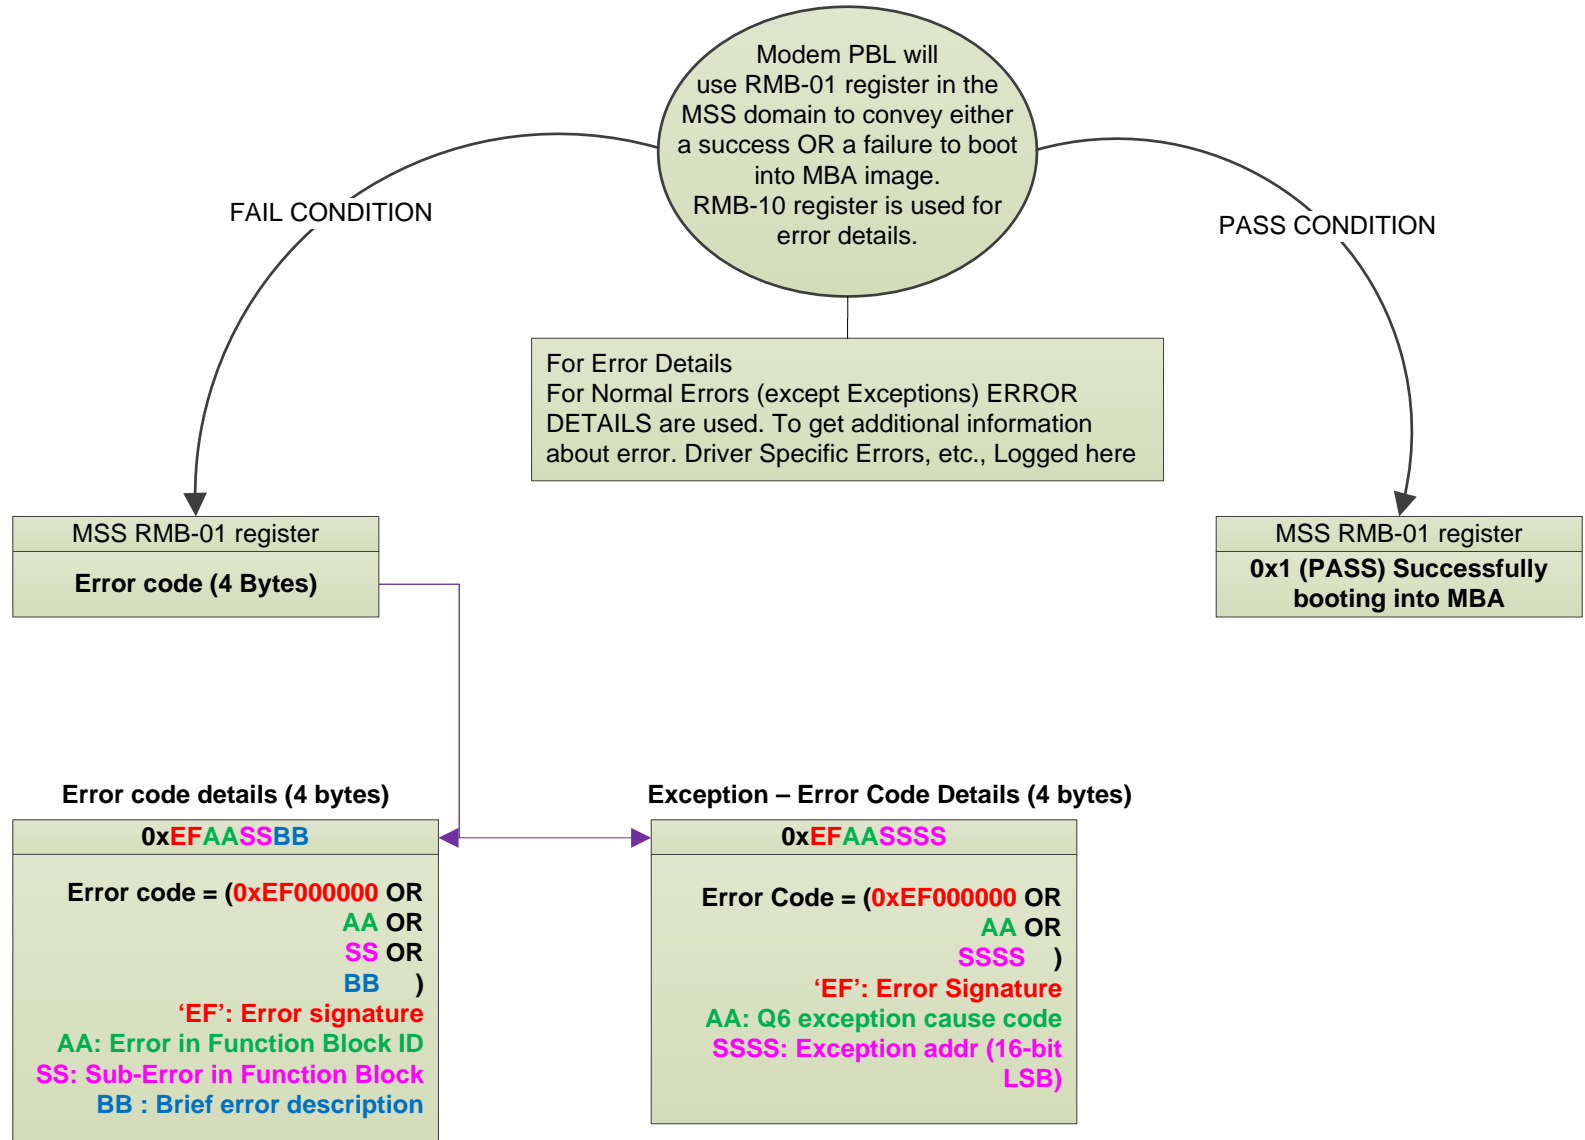 Modem PBL will
use RMB-01 register in the
MSS domain to convey either
a success OR a failure to boot
into MBA image.
RMB-10 register is used for
error details.
FAIL CONDITION
PASS CONDITION
For Error Details
For Normal Errors (except Exceptions) ERROR
DETAILS are used. To get additional information
about error. Driver Specific Errors, etc., Logged here
MSS RMB-01 register
Error code (4 Bytes)
MSS RMB-01 register
0x1 (PASS) Successfully
booting into MBA
Error code details (4 bytes)
0xEFAASSBB
Error code = (0xEF000000 OR
AA OR
SS OR
BB )
‘EF’: Error signature
AA: Error in Function Block ID
SS: Sub-Error in Function Block
BB : Brief error description
Exception – Error Code Details (4 bytes)
0xEFAASSSS
Error Code = (0xEF000000 OR
AA OR
SSSS )
‘EF’: Error Signature
AA: Q6 exception cause code
SSSS: Exception addr (16-bit
LSB)